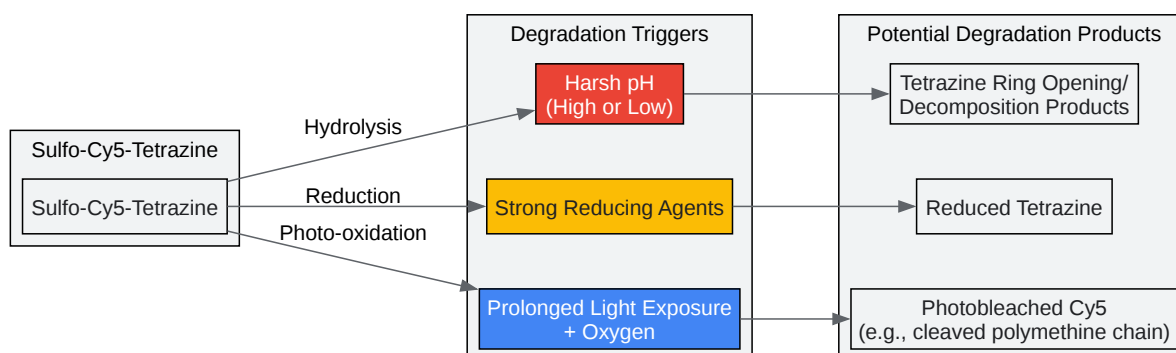 Degradation Triggers
Potential Degradation Products
Harsh pH
(High or Low)
Tetrazine Ring Opening/
Decomposition Products
Hydrolysis
Sulfo-Cy5-Tetrazine
Sulfo-Cy5-Tetrazine
Reduction
Strong Reducing Agents
Reduced Tetrazine
Photo-oxidation
Prolonged Light Exposure
+ Oxygen
Photobleached Cy5
(e.g., cleaved polymethine chain)